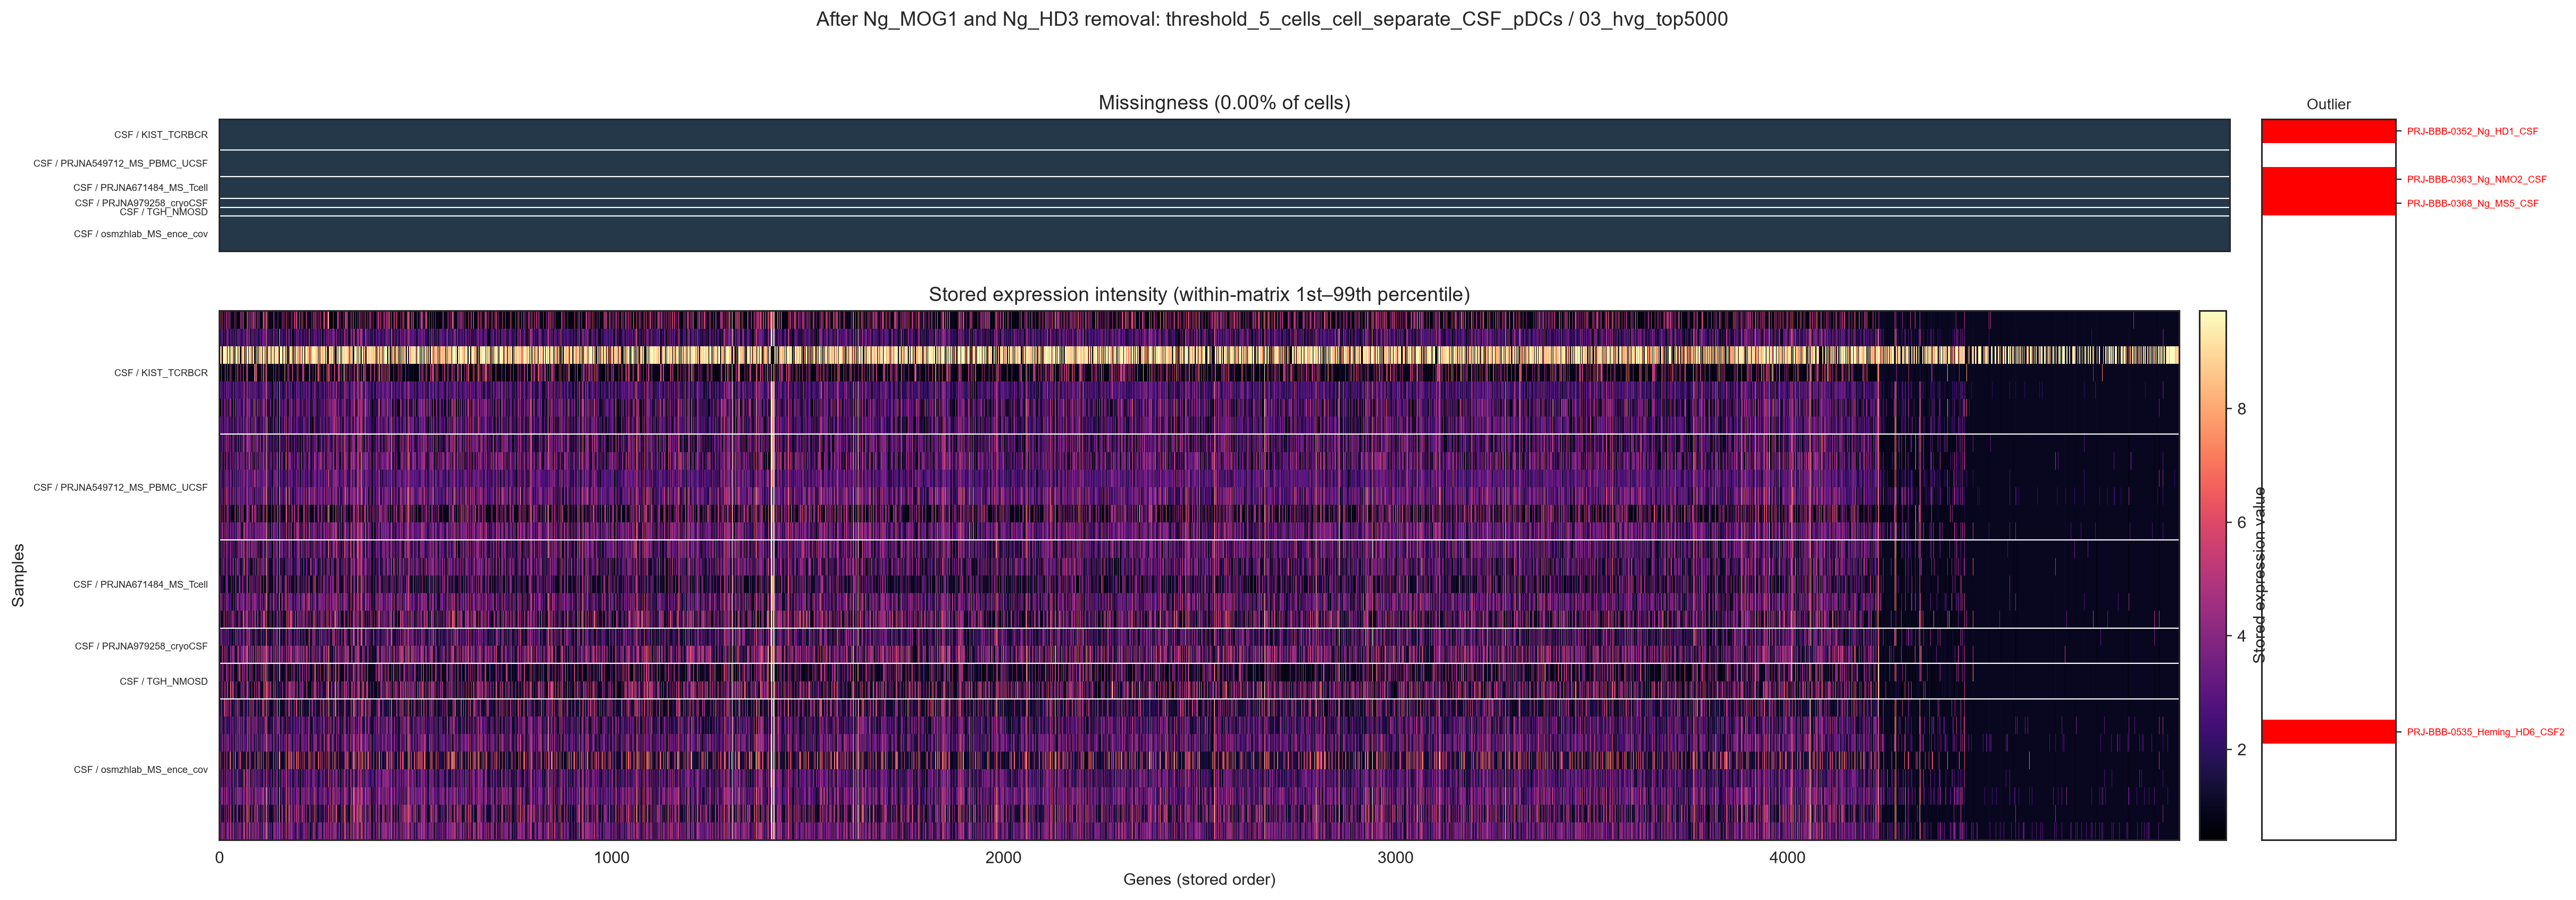 After Ng_MOG1 and Ng_HD3 removal: threshold_5_cells_cell_separate_CSF_pDCs / 03_hvg_top5000
Missingness (0.00% of cells)
CSF / KIST_TCRBCR
CSF / PRJNA549712_MS_PBMC_UCSF
CSF / PRJNA671484_MS_Tcell
CSF / PRJNA979258_cryoCSF
CSF / TGH_NMOSD
CSF / osmzhlab_MS_ence_cov
Outlier
PRJ-BBB-0352_Ng_HD1_CSF
PRJ-BBB-0363_Ng_NMO2_CSF
PRJ-BBB-0368_Ng_MS5_CSF
PRJ-BBB-0535_Heming_HD6_CSF2
Stored expression intensity (within-matrix 1st–99th percentile)
Samples
CSF / KIST_TCRBCR
CSF / PRJNA549712_MS_PBMC_UCSF
CSF / PRJNA671484_MS_Tcell
CSF / PRJNA979258_cryoCSF
CSF / TGH_NMOSD
CSF / osmzhlab_MS_ence_cov
0 1000 2000 3000 4000
Genes (stored order)
8
6
4
2
Stored expression value